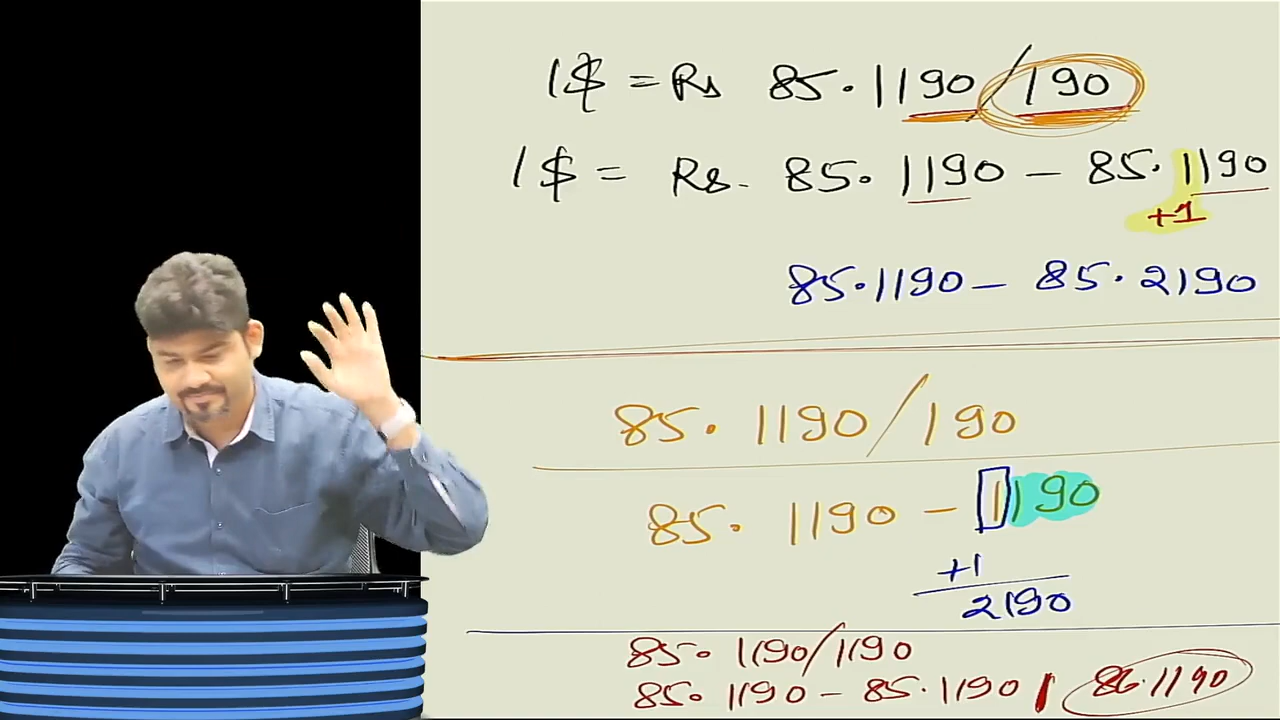 1$ = Rs 85.1190/190
1$ = Rs. 85.1190 - 85.1190
+1
85.1190 - 85.2190
85.1190/190
85.1190 - 1190
+1
2190
85.1190/1190
85.1190 - 85.1190 | 86.1190